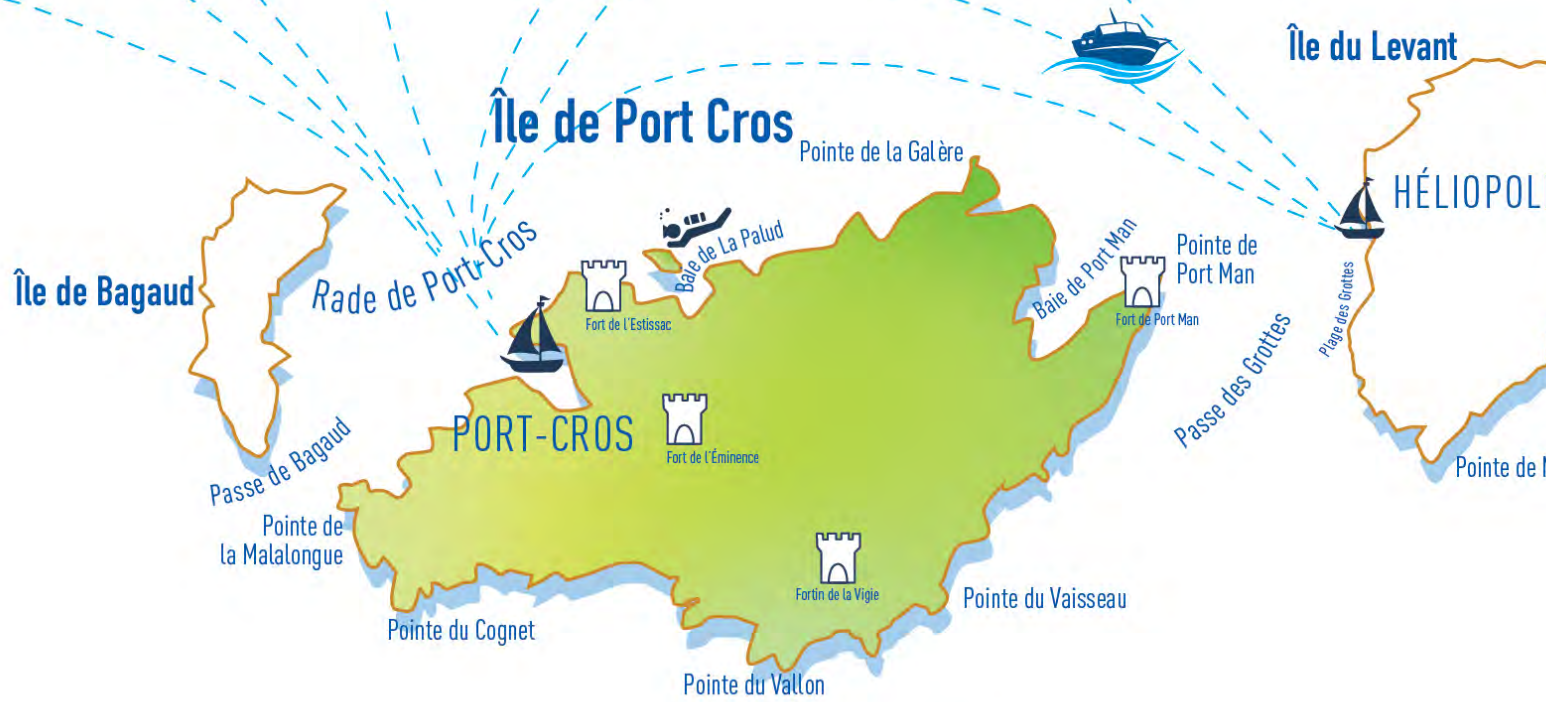 Île du Levant
Île de Port Cros
Pointe de la Galère
HÉLIOPOL
Rade de Port-Cros
Baie de La Palud
Baie de Port Man
Pointe de
Port Man
Île de Bagaud
Plage des Grottes
Fort de l'Estissac
Fort de Port Man
Passe des Grottes
PORT-CROS
Fort de l'Éminence
Passe de Bagaud
Pointe de
Pointe de
la Malalongue
Fortin de la Vigie
Pointe du Vaisseau
Pointe du Cognet
Pointe du Vallon